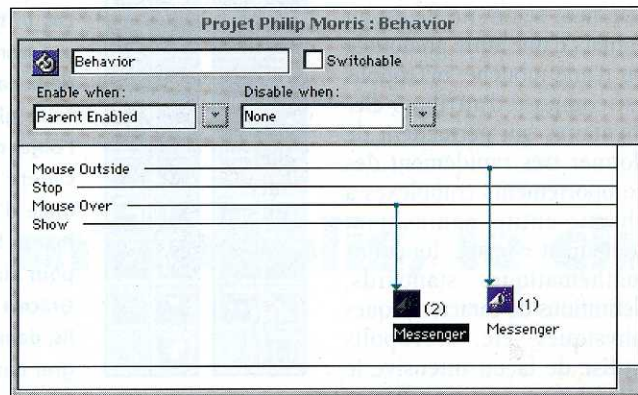 Projet Philip Morris : Behavior
Behavior
Switchable
Enable when:
Disable when:
Parent Enabled
None
Mouse Outside
Stop
Mouse Over
Show
(2)
(1)
Messenger
Messenger